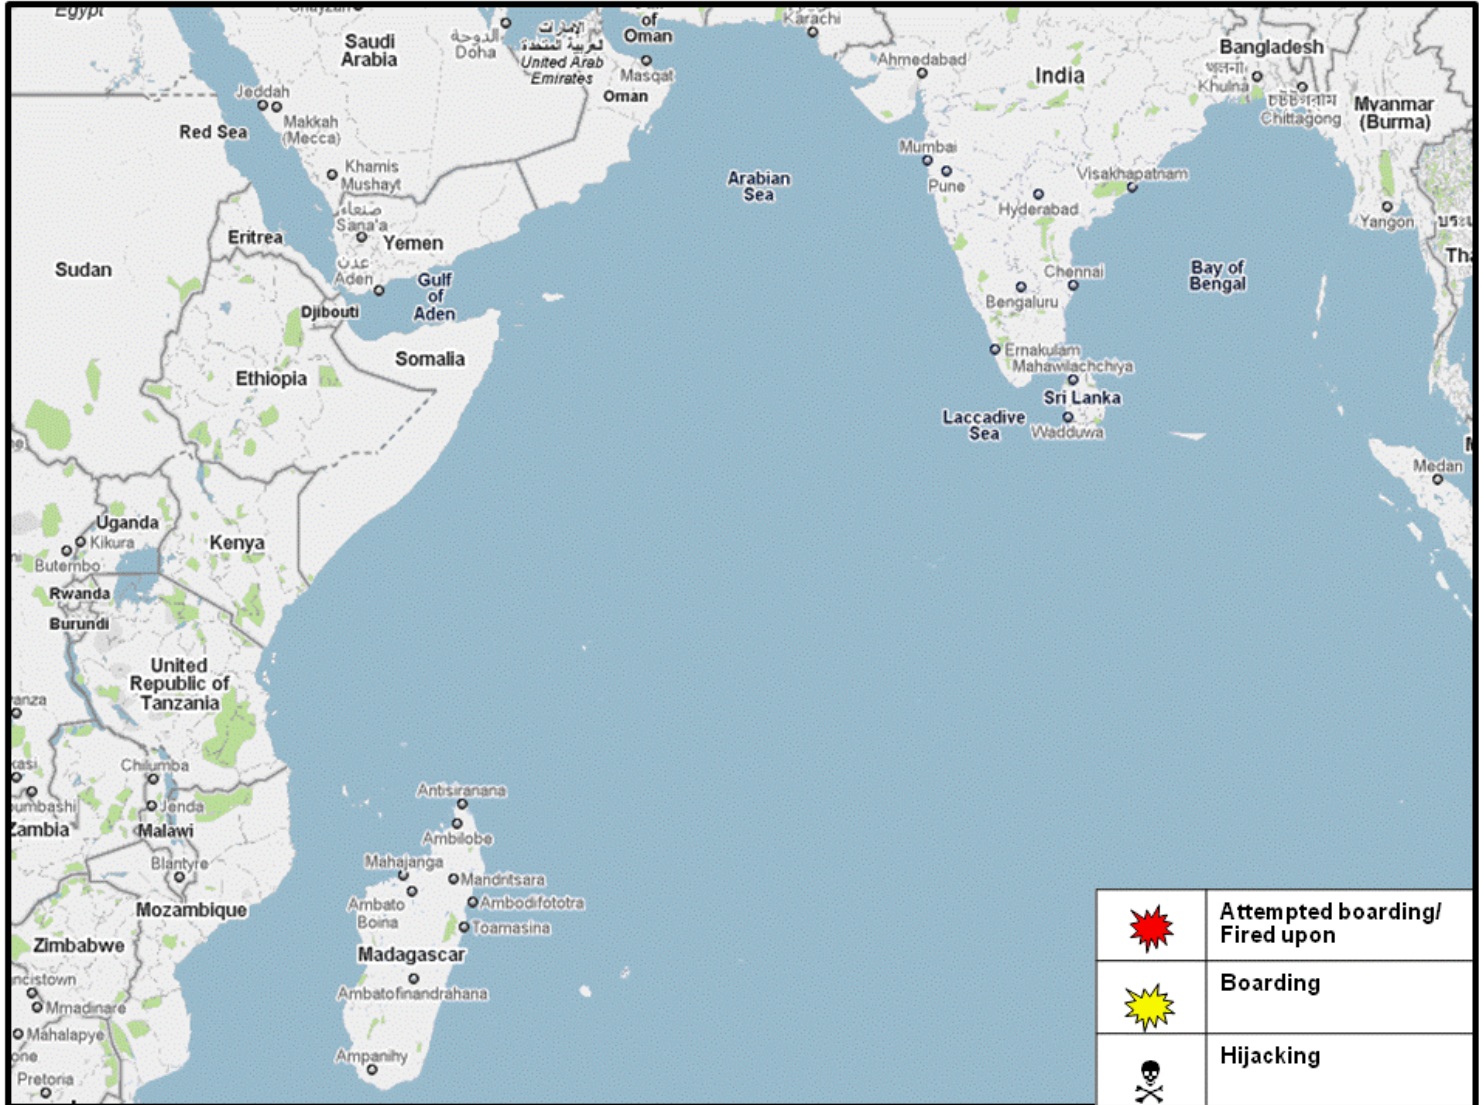 Egypt
Saudi
Arabia
الدوحة
Doha
الإمارات
العربية المتحدة
United Arab
Emirates
of
Oman
Masqat
Oman
Karachi
Ahmedabad
India
Bangladesh
খুলনা
Khulna
চট্টগ্রাম
Chittagong
Myanmar
(Burma)
Jeddah
Makkah
(Mecca)
Red Sea
Khamis
Mushayt
Arabian
Sea
Mumbai
Pune
Hyderabad
Visakhapatnam
Yangon
صنعاء
Sana'a
Yemen
Eritrea
Sudan
عدن
Aden
Gulf
of
Aden
Djibouti
Chennai
Bengaluru
Bay of
Bengal
Somalia
Ethiopia
Ernakulam
Mahawilachchiya
Sri Lanka
Laccadive
Sea
Wadduwa
Medan
Uganda
Kikura
Butembo
Kenya
Rwanda
Burundi
United
Republic of
Tanzania
Chilumba
Jenda
Zambia
Malawi
Blantyre
Antisiranana
Ambilobe
Mahajanga
Mandritsara
Ambato
Boina
Ambodifototra
Toamasina
Mozambique
Zimbabwe
Madagascar
Ambatofinandrahana
Mmadinare
Mahalapye
Pretoria
Ampanihy
Attempted boarding/
Fired upon
Boarding
Hijacking